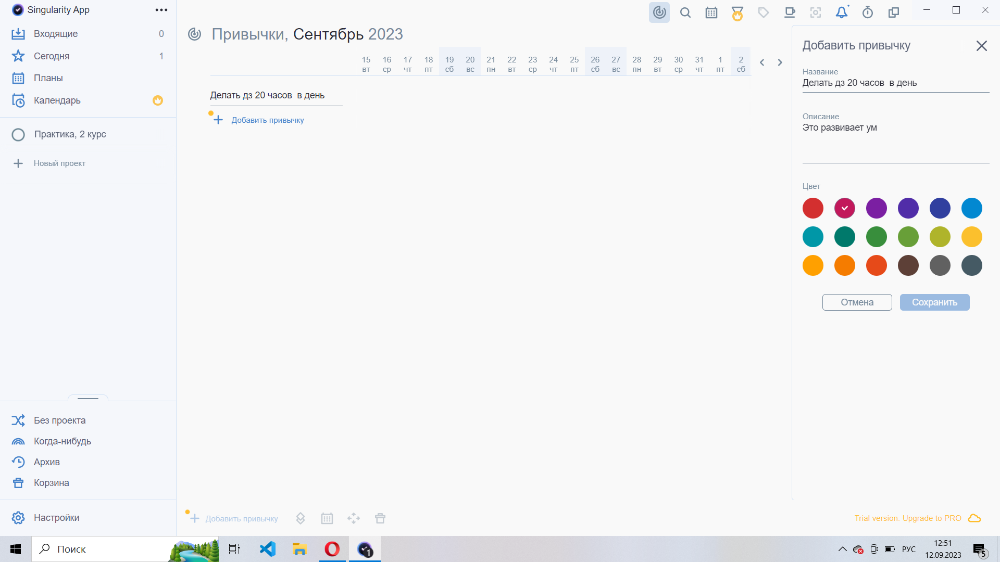 Singularity App
Входящие 0
Сегодня 1
Планы
Календарь
Практика, 2 курс
Новый проект
Без проекта
Когда-нибудь
Архив
Корзина
Настройки
Привычки, Сентябрь 2023
15 16 17 18 19 20 21 22 23 24 25 26 27 28 29 30 31 1 2
вт ср чт пт сб вс пн вт ср чт пт сб вс пн вт ср чт пт сб
Делать дз 20 часов  в день
Добавить привычку
Добавить привычку
Добавить привычку
Название
Делать дз 20 часов  в день
Описание
Это развивает ум
Цвет
Отмена
Сохранить
Trial version. Upgrade to PRO
Поиск
1
РУС
12:51
12.09.2023
5